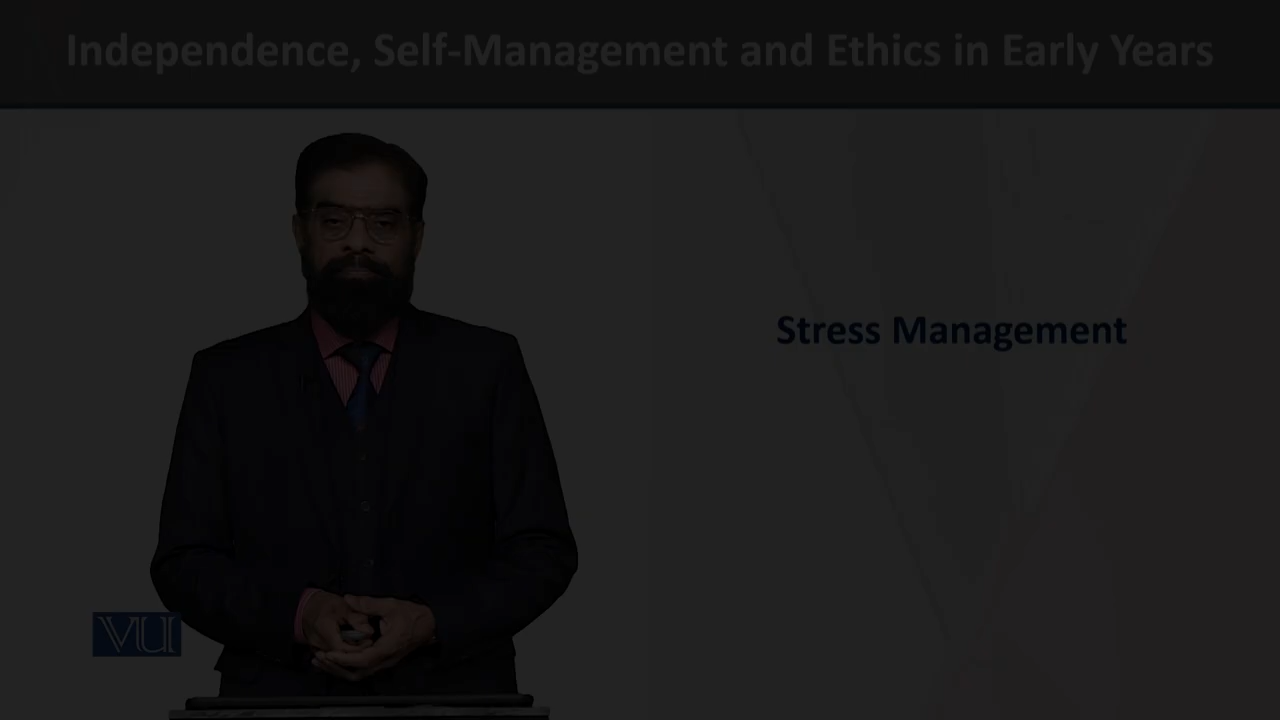 Independence, Self-Management and Ethics in Early Years
Stress Management
VU